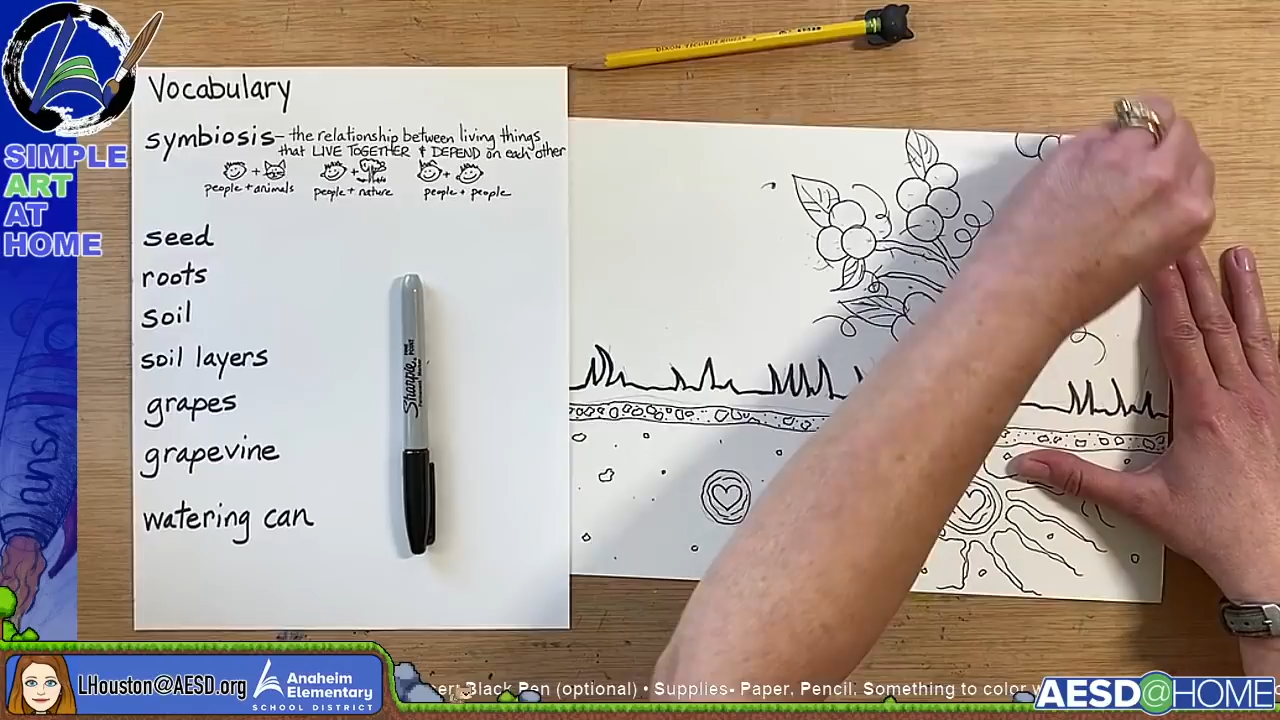 SIMPLE
ART
AT
HOME
Vocabulary
symbiosis - the relationship between living things
that LIVE TOGETHER & DEPEND on each other
people + animals
people + nature
people + people
seed
roots
soil
soil layers
grapes
grapevine
watering can
DIXON TICONDEROGA
Sharpie
LHouston@AESD.org
Anaheim
Elementary
SCHOOL DISTRICT
Black Pen (optional) • Supplies- Paper, Pencil, Something to color
AESD@HOME